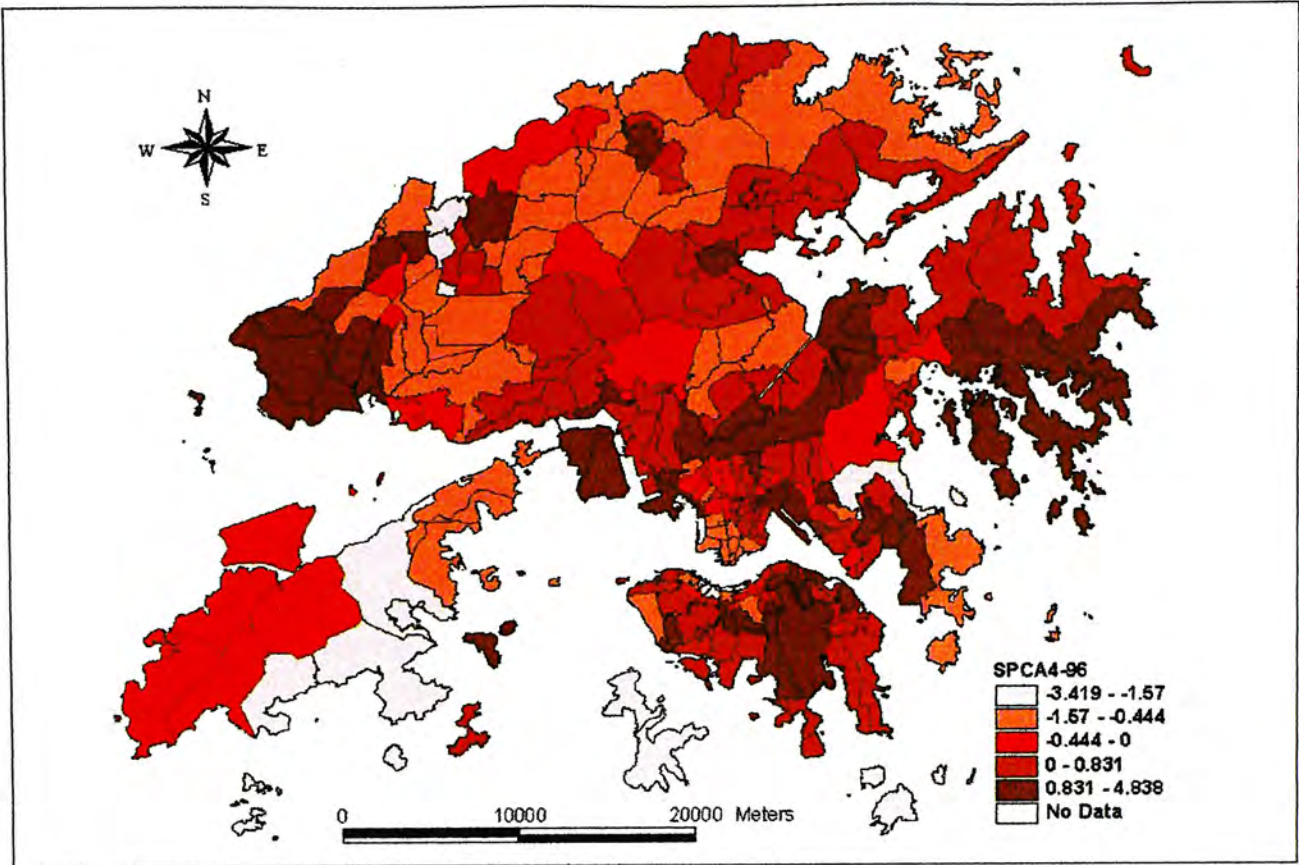 N
W E
S
SPCA4-96
-3.419 - -1.57
-1.57 - -0.444
-0.444 - 0
0 - 0.831
0.831 - 4.838
No Data
0 10000 20000 Meters